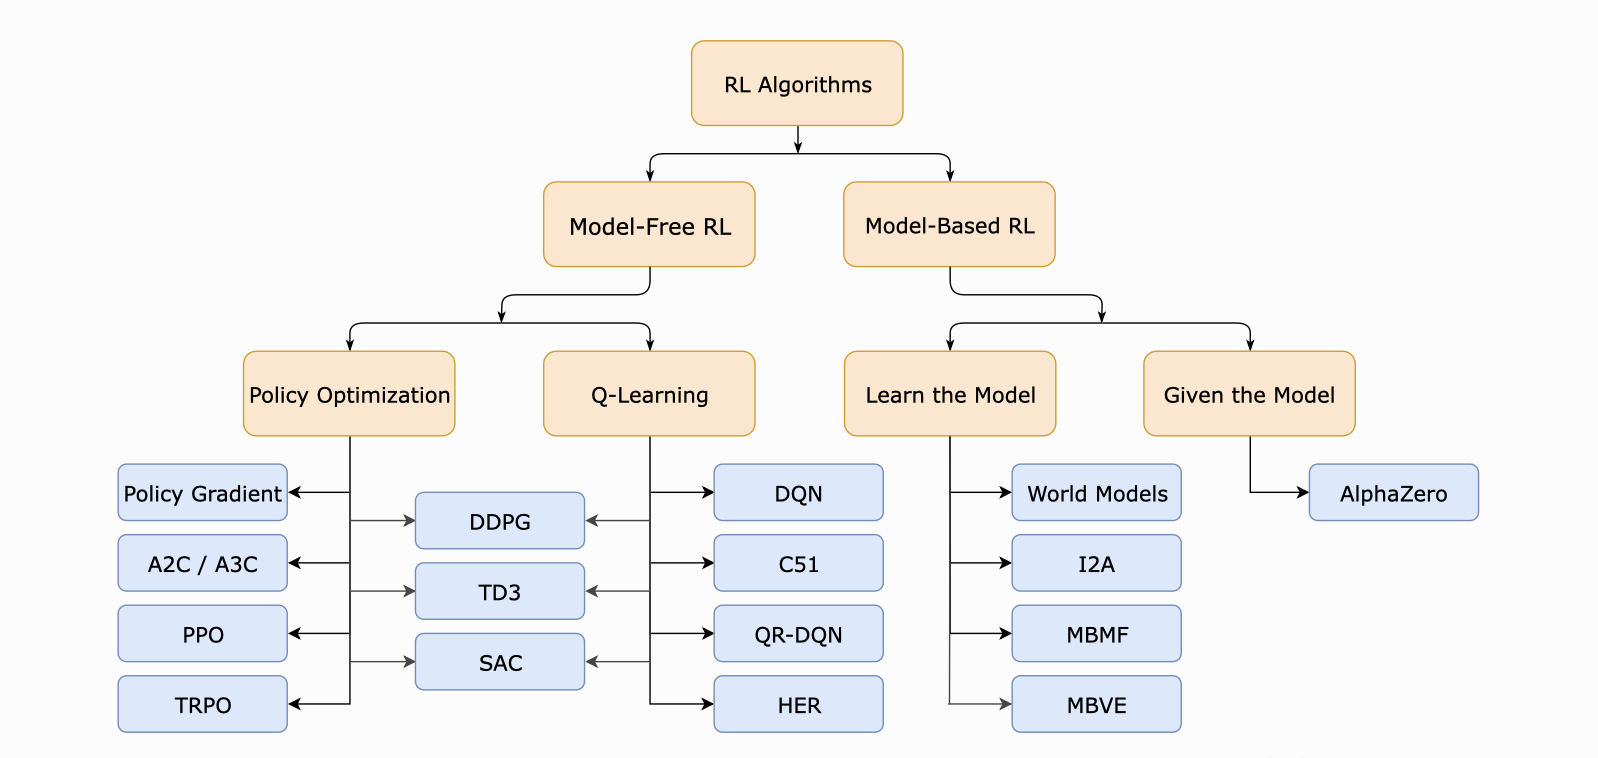 RL Algorithms
Model-Free RL
Model-Based RL
Policy Optimization
Q-Learning
Learn the Model
Given the Model
Policy Gradient
A2C / A3C
PPO
TRPO
DDPG
TD3
SAC
DQN
C51
QR-DQN
HER
World Models
I2A
MBMF
MBVE
AlphaZero